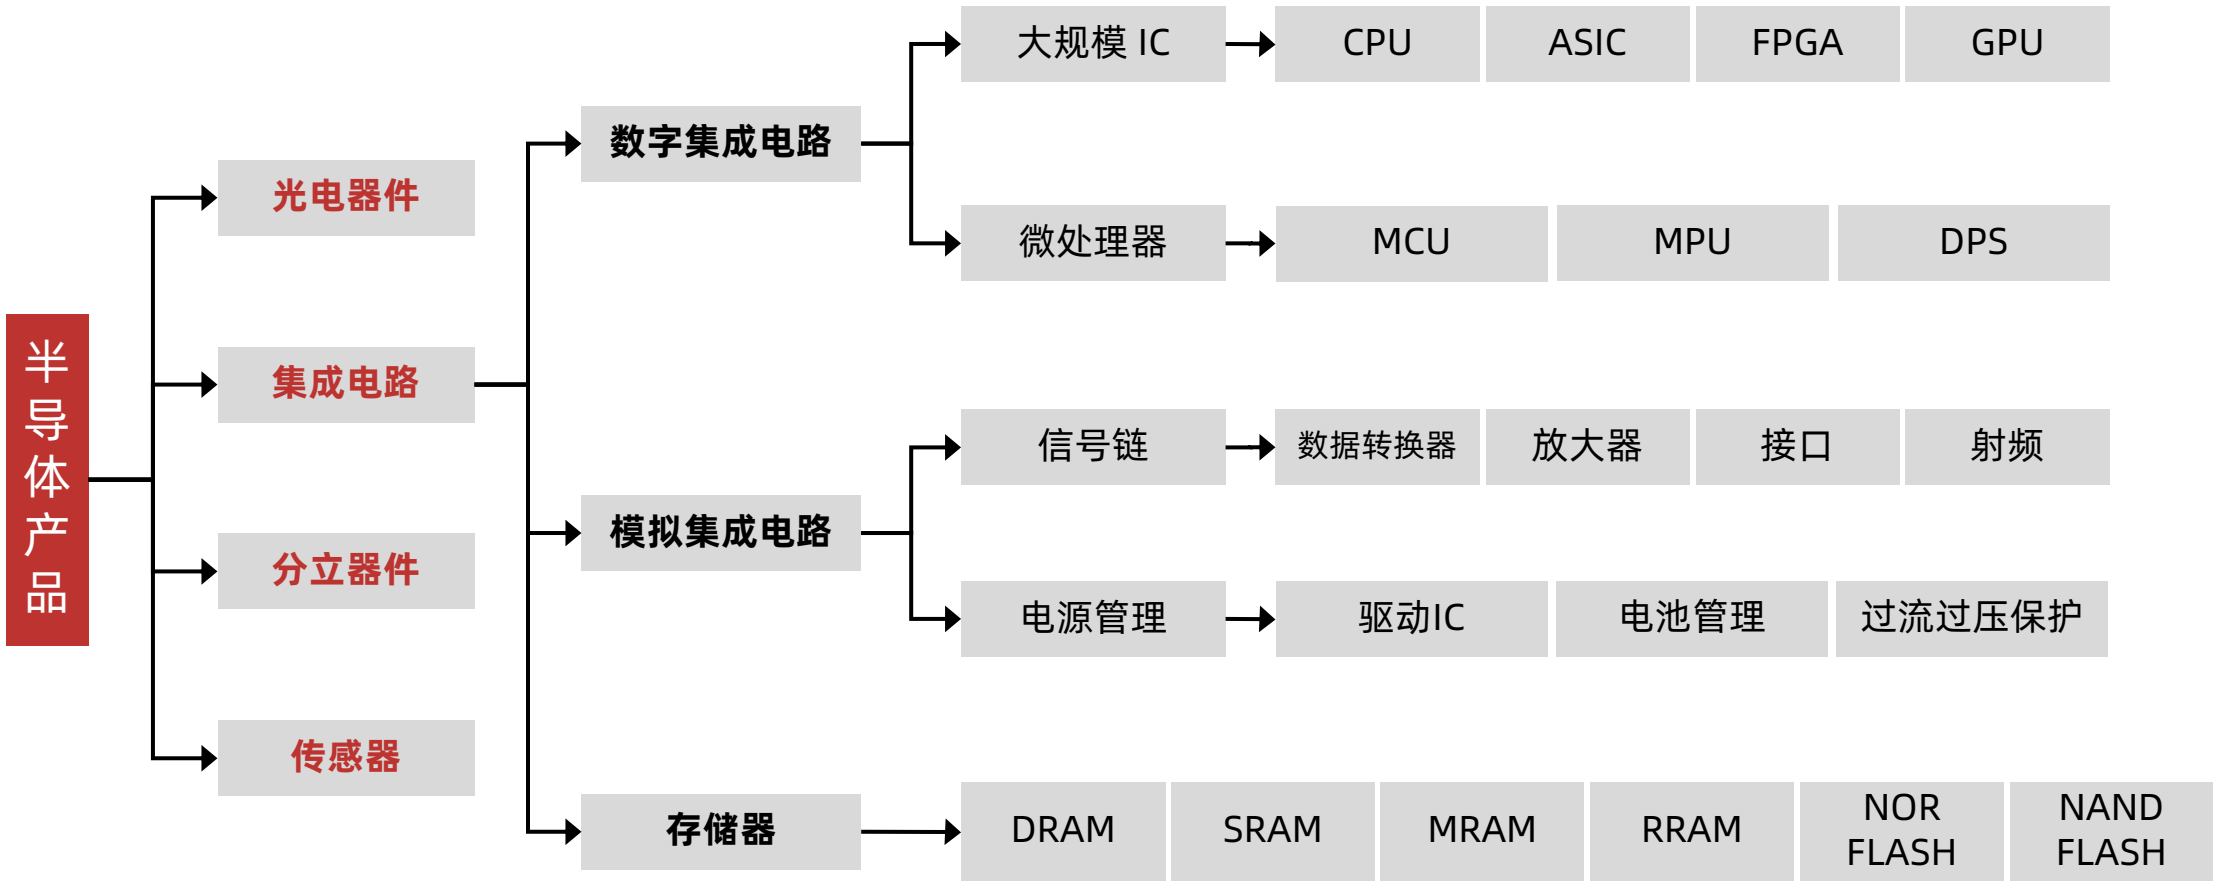 半导体产品
光电器件
集成电路
分立器件
传感器
数字集成电路
模拟集成电路
存储器
大规模 IC
CPU
ASIC
FPGA
GPU
微处理器
MCU
MPU
DPS
信号链
数据转换器
放大器
接口
射频
电源管理
驱动IC
电池管理
过流过压保护
DRAM
SRAM
MRAM
RRAM
NOR
FLASH
NAND
FLASH